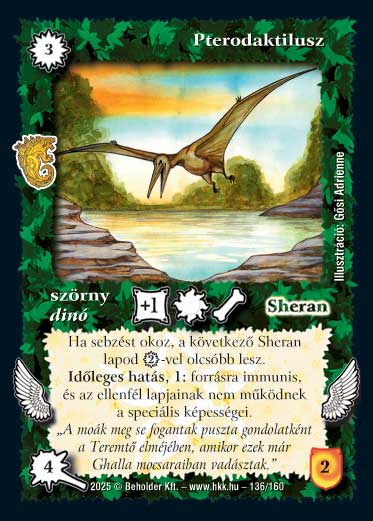 3
Pterodaktilusz
Illusztráció: Gősi Adrienne
szörny
dinó
+1
Sheran
Ha sebzést okoz, a következő Sheran
lapod 2-vel olcsóbb lesz.
Időleges hatás, 1: forrásra immunis,
és az ellenfél lapjainak nem működnek
a speciális képességei.
„A moák meg se fogantak puszta gondolatként
a Teremtő elméjében, amikor ezek már
Ghalla mocsaraiban vadásztak.”
4
2
2025 © Beholder Kft. – www.hkk.hu – 136/160